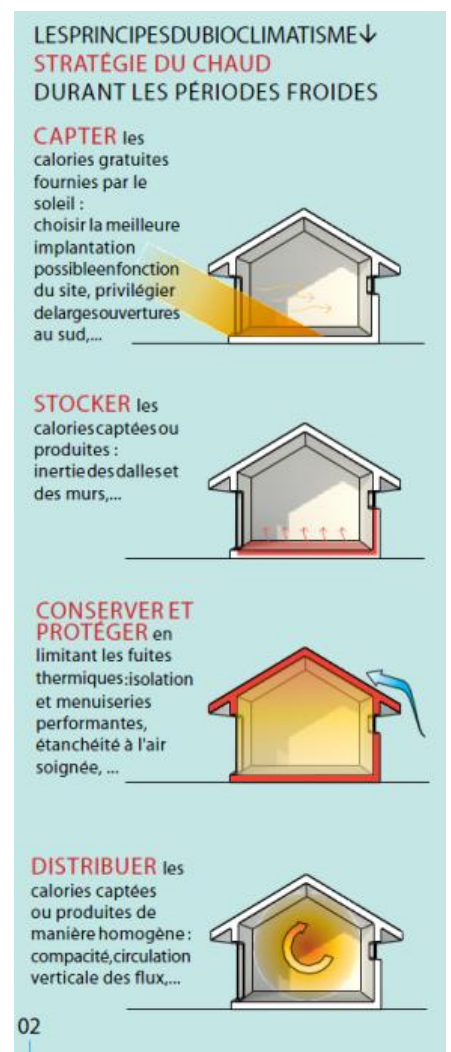 LESPRINCIPESDUBIOCLIMATISME↓
STRATÉGIE DU CHAUD
DURANT LES PÉRIODES FROIDES
CAPTER les
calories gratuites
fournies par le
soleil :
choisir la meilleure
implantation
possibleenfonction
du site, privilégier
delargesouvertures
au sud,...
STOCKER les
caloriescaptéesou
produites :
inertiedesdalleset
des murs,...
CONSERVER ET
PROTÉGER en
limitant les fuites
thermiques:isolation
et menuiseries
performantes,
étanchéité à l'air
soignée, ...
DISTRIBUER les
calories captées
ou produites de
manière homogène :
compacité,circulation
verticale des flux,...
02